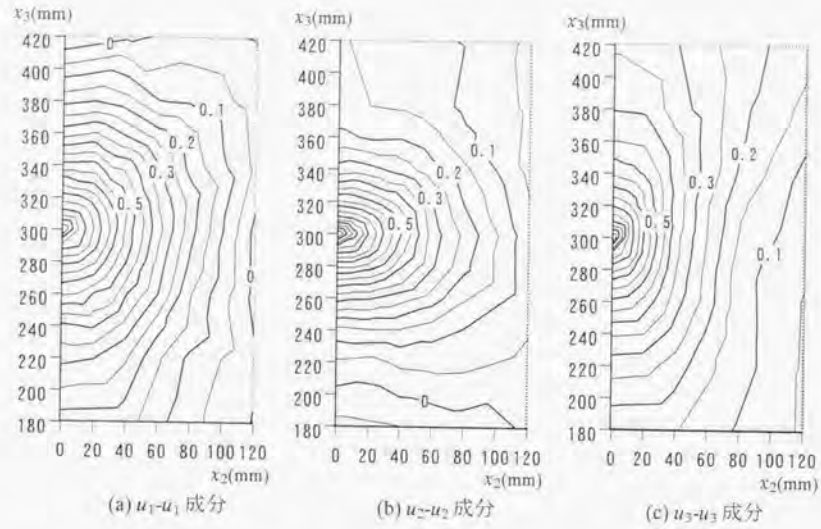 x₃(mm) x₃(mm) x₃(mm)
420 420 420
400 400 400
380 380 380
360 360 360
340 340 340
320 320 320
300 300 300
280 280 280
260 260 260
240 240 240
220 220 220
200 200 200
180 180 180
0 0.1 0.2 0.3 0.5 0
0.1 0.2 0.3 0.5 0
0.2 0.3 0.5 0.1
0 20 40 60 80 100 120 0 20 40 60 80 100 120 0 20 40 60 80 100 120
x₂(mm) x₂(mm) x₂(mm)
(a) u₁-u₁ 成分 (b) u₂-u₂ 成分 (c) u₃-u₃ 成分